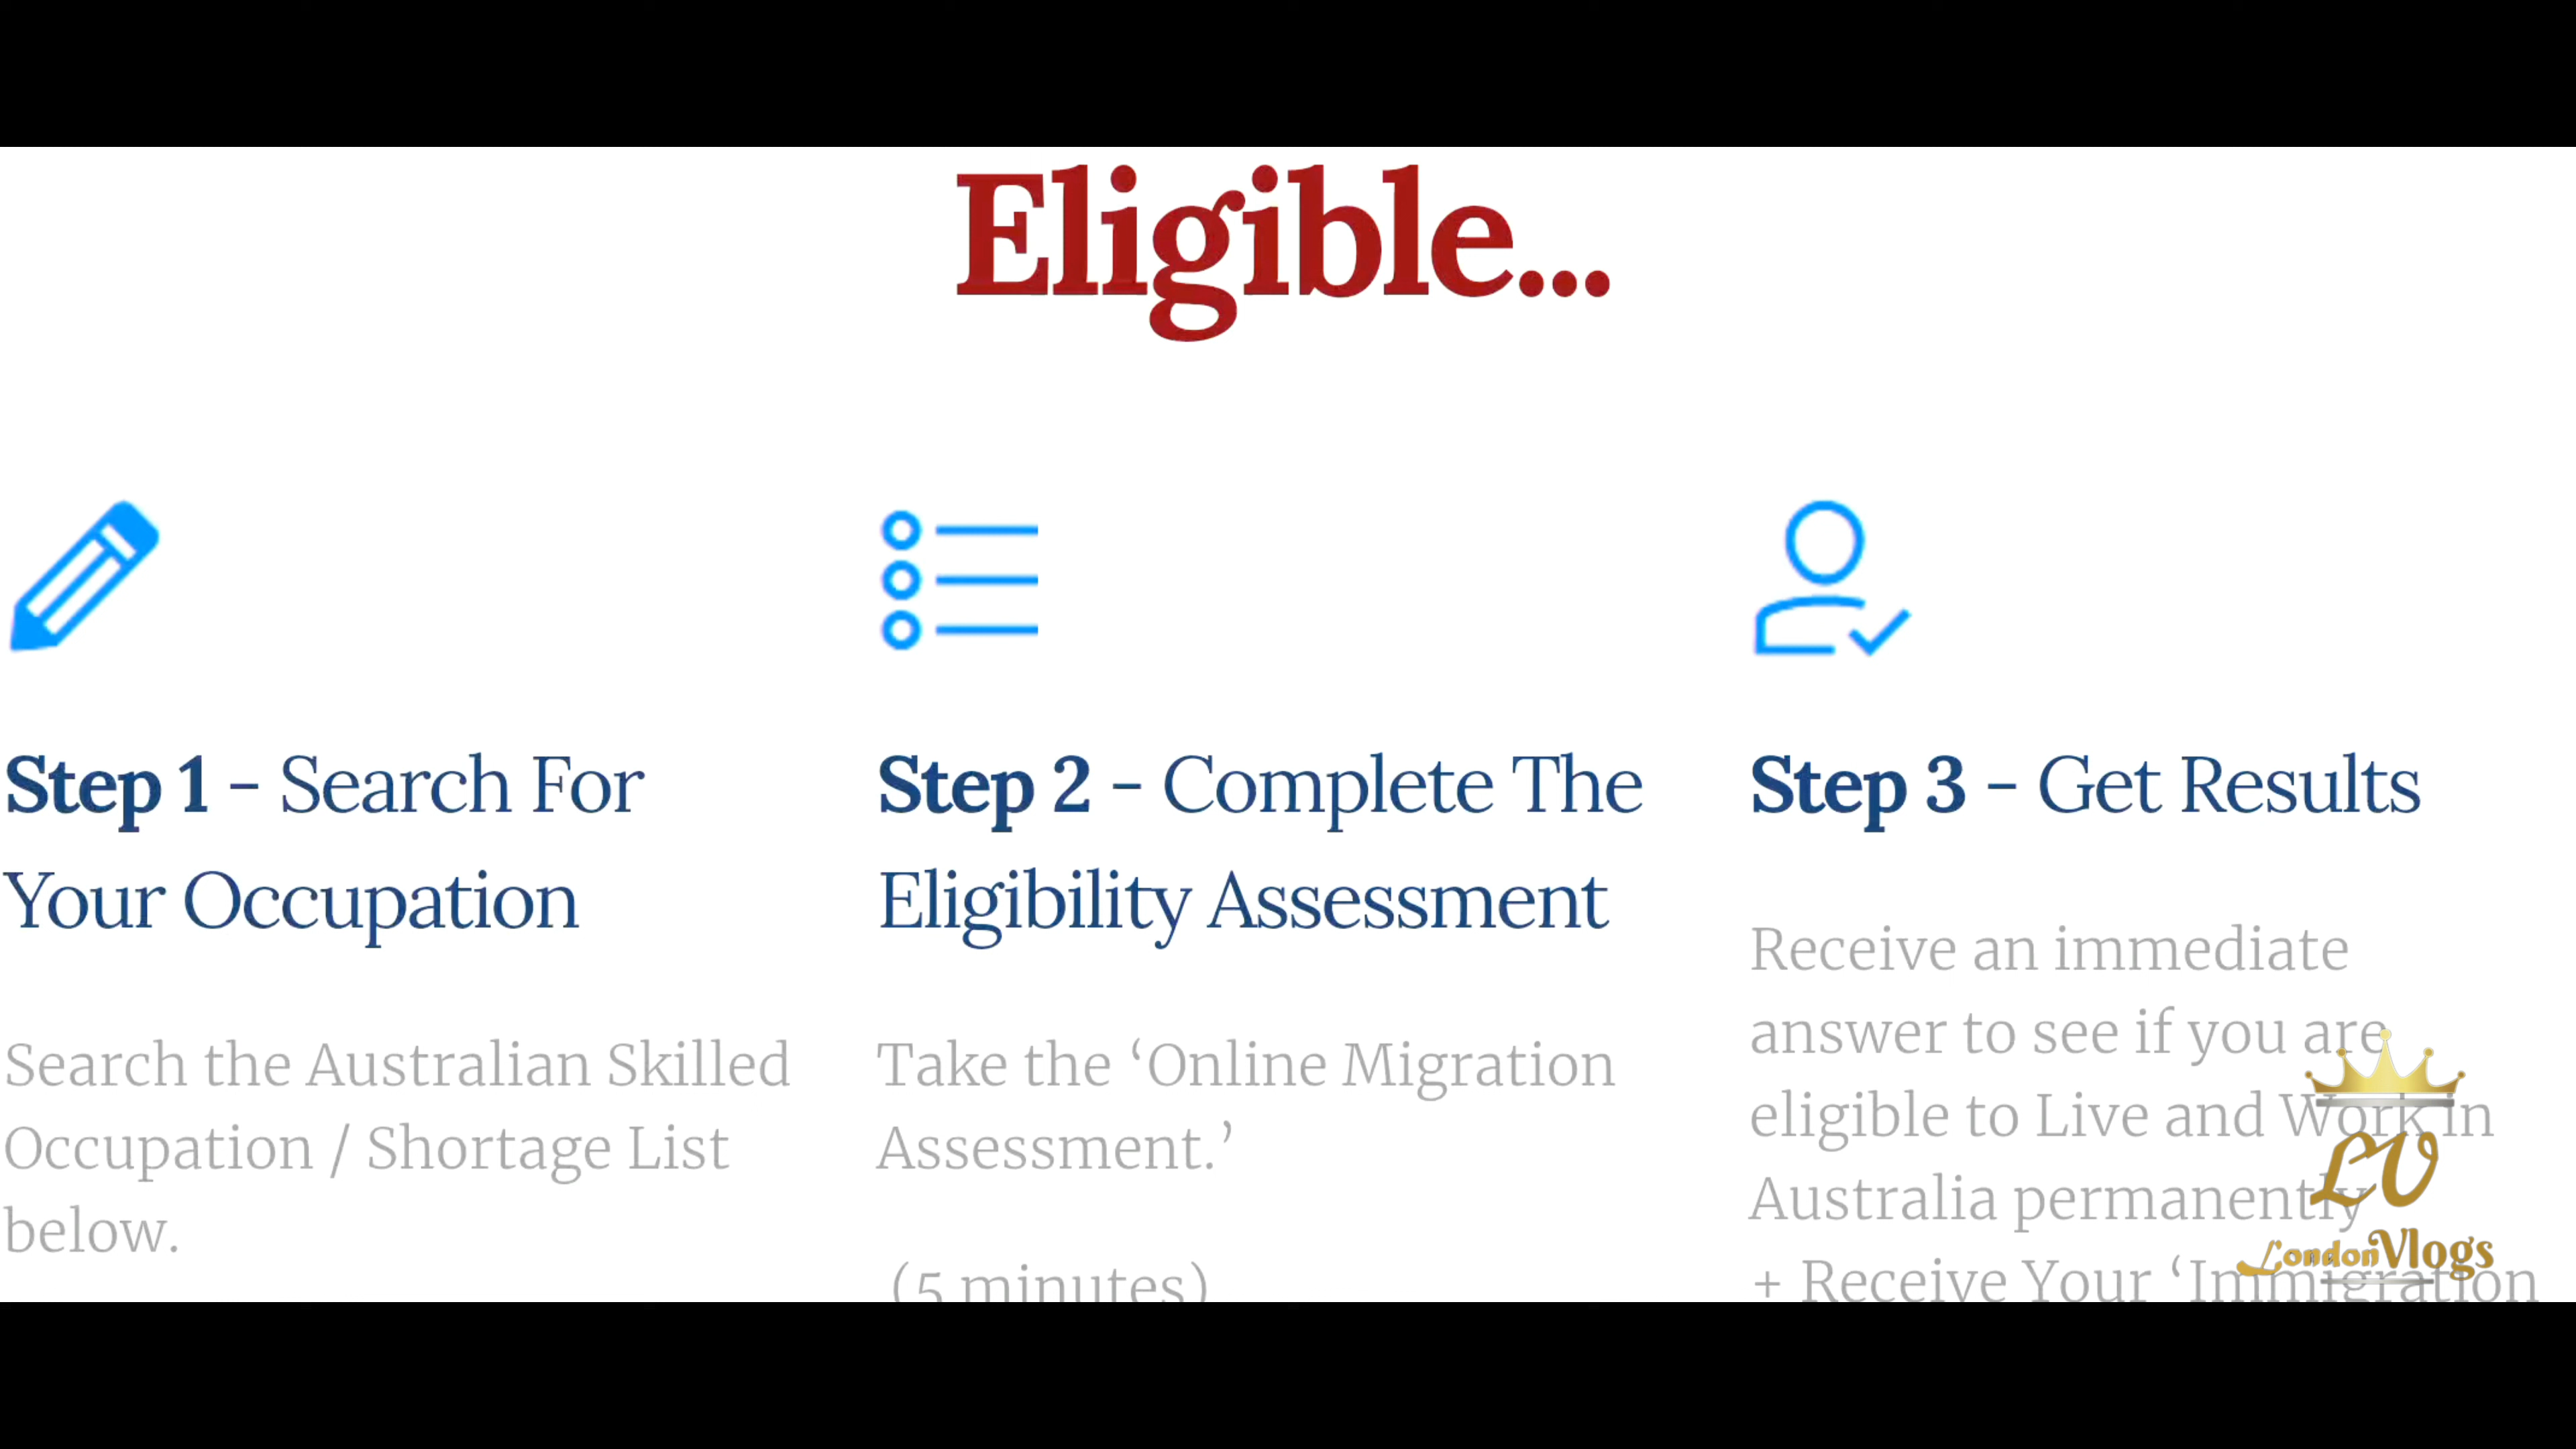 Eligible...
Step 1 - Search For
Your Occupation
Search the Australian Skilled
Occupation / Shortage List
below.
Step 2 - Complete The
Eligibility Assessment
Take the ‘Online Migration
Assessment.’
(5 minutes)
Step 3 - Get Results
Receive an immediate
answer to see if you are
eligible to Live and Work in
Australia permanently
+ Receive Your ‘Immigration
LV
London Vlogs